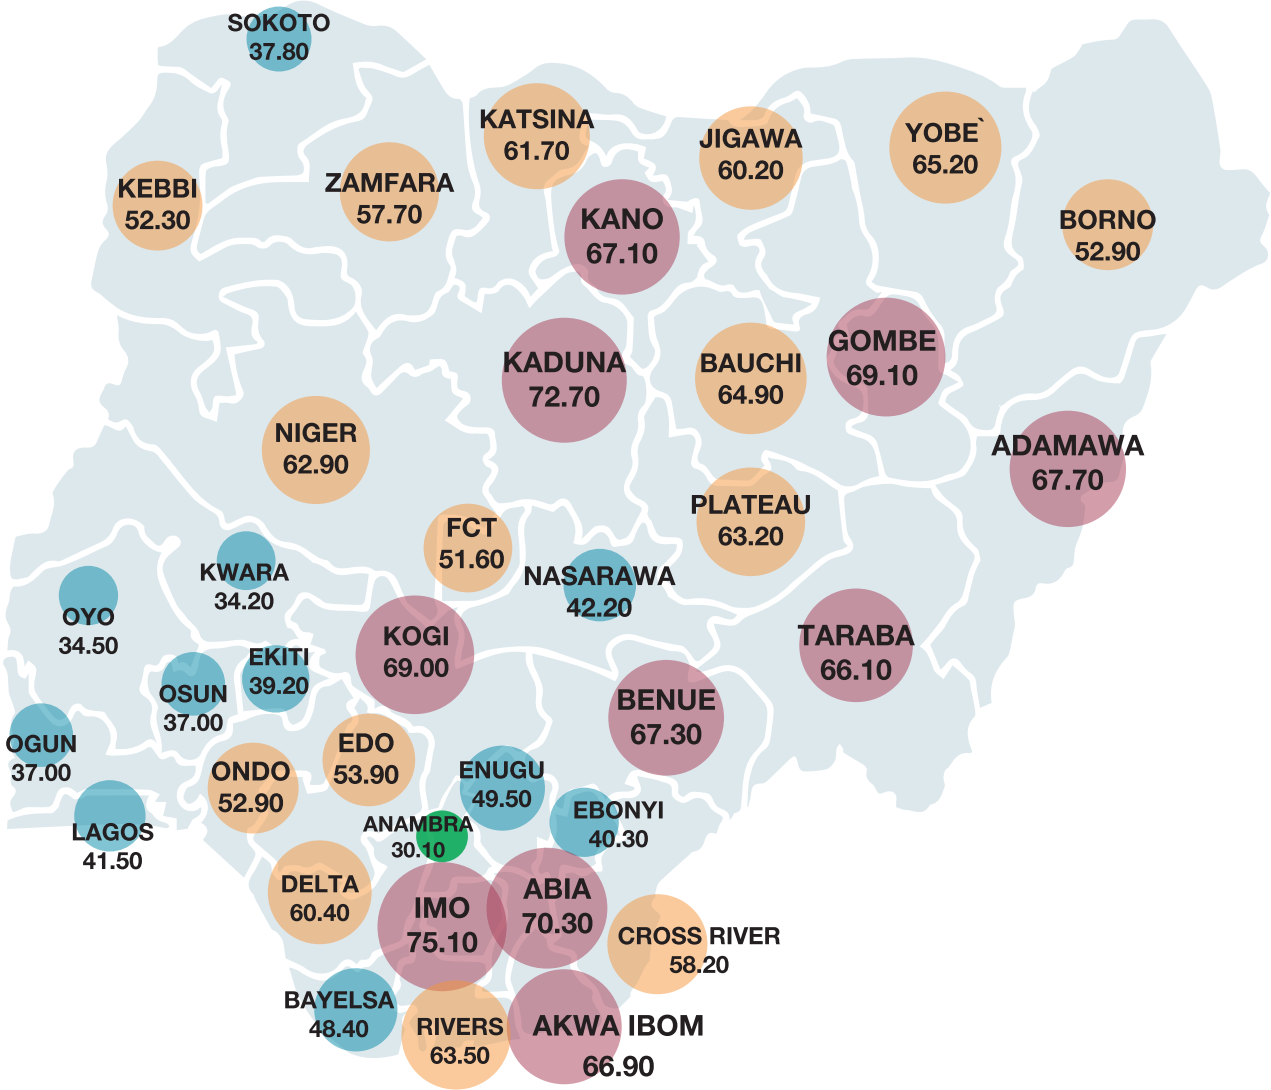 SOKOTO
37.80
KATSINA
61.70
JIGAWA
60.20
YOBE`
65.20
KEBBI
52.30
ZAMFARA
57.70
KANO
67.10
BORNO
52.90
KADUNA
72.70
BAUCHI
64.90
GOMBE
69.10
NIGER
62.90
ADAMAWA
67.70
PLATEAU
63.20
FCT
51.60
KWARA
34.20
NASARAWA
42.20
OYO
34.50
KOGI
69.00
TARABA
66.10
EKITI
39.20
OSUN
37.00
BENUE
67.30
OGUN
37.00
EDO
53.90
ONDO
52.90
ENUGU
49.50
LAGOS
41.50
ANAMBRA
30.10
EBONYI
40.30
DELTA
60.40
IMO
75.10
ABIA
70.30
CROSS RIVER
58.20
BAYELSA
48.40
RIVERS
63.50
AKWA IBOM
66.90